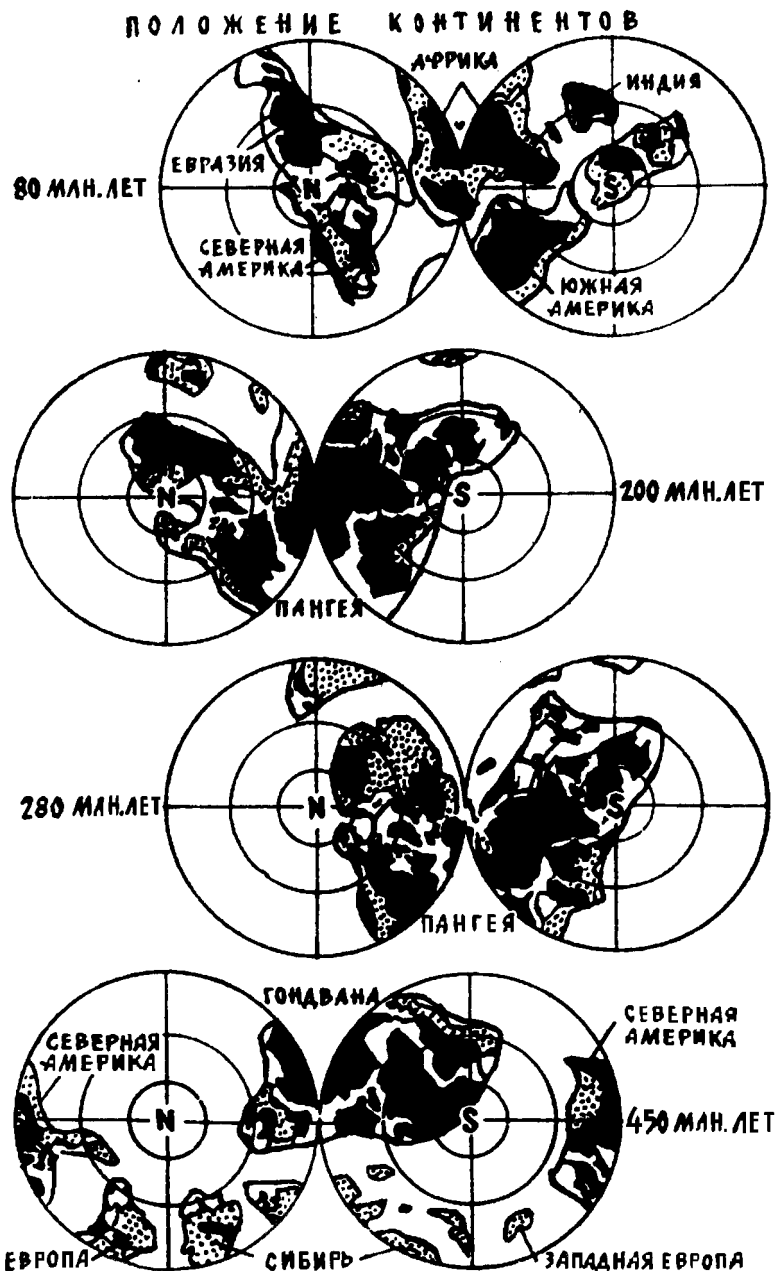 ПОЛОЖЕНИЕ КОНТИНЕНТОВ
АФРИКА
ИНДИЯ
ЕВРАЗИЯ
80 МЛН. ЛЕТ
N
S
СЕВЕРНАЯ
АМЕРИКА
ЮЖНАЯ
АМЕРИКА
N
S
200 МЛН. ЛЕТ
ПАНГЕЯ
280 МЛН. ЛЕТ
N
S
ПАНГЕЯ
ГОНДВАНА
СЕВЕРНАЯ
АМЕРИКА
СЕВЕРНАЯ
АМЕРИКА
N
S
450 МЛН. ЛЕТ
ЕВРОПА
СИБИРЬ
ЗАПАДНАЯ ЕВРОПА